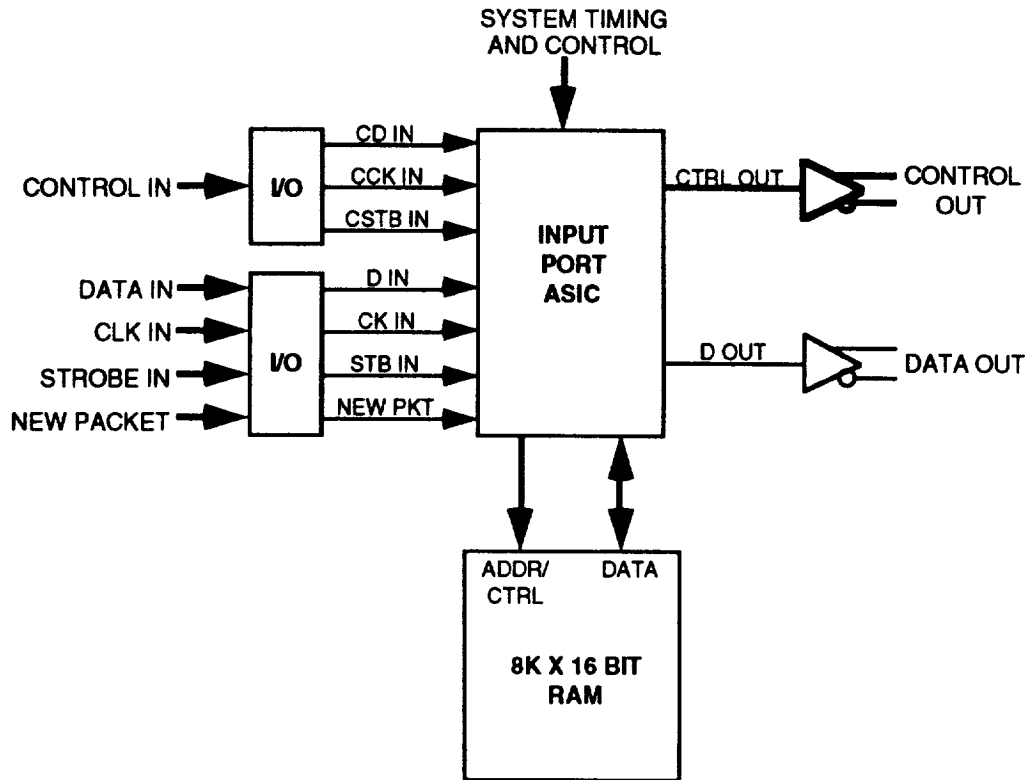 SYSTEM TIMING
AND CONTROL
CONTROL IN
I/O
CD IN
CCK IN
CSTB IN
DATA IN
CLK IN
STROBE IN
NEW PACKET
I/O
D IN
CK IN
STB IN
NEW PKT
INPUT
PORT
ASIC
CTRL OUT
CONTROL
OUT
D OUT
DATA OUT
ADDR/
CTRL
DATA
8K X 16 BIT
RAM